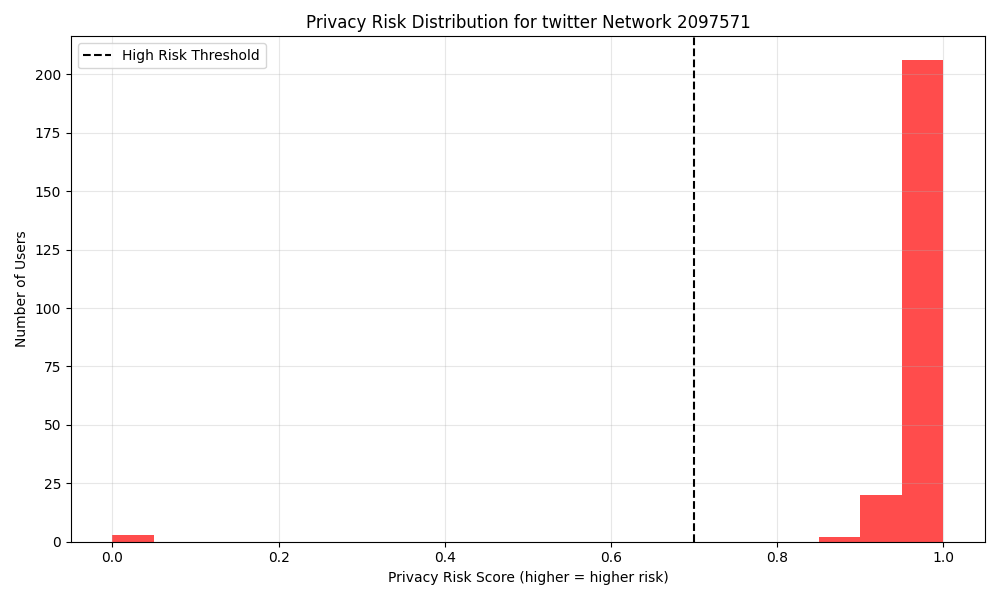 Privacy Risk Distribution for twitter Network 2097571
High Risk Threshold
Number of Users
200
175
150
125
100
75
50
25
0
0.0 0.2 0.4 0.6 0.8 1.0
Privacy Risk Score (higher = higher risk)